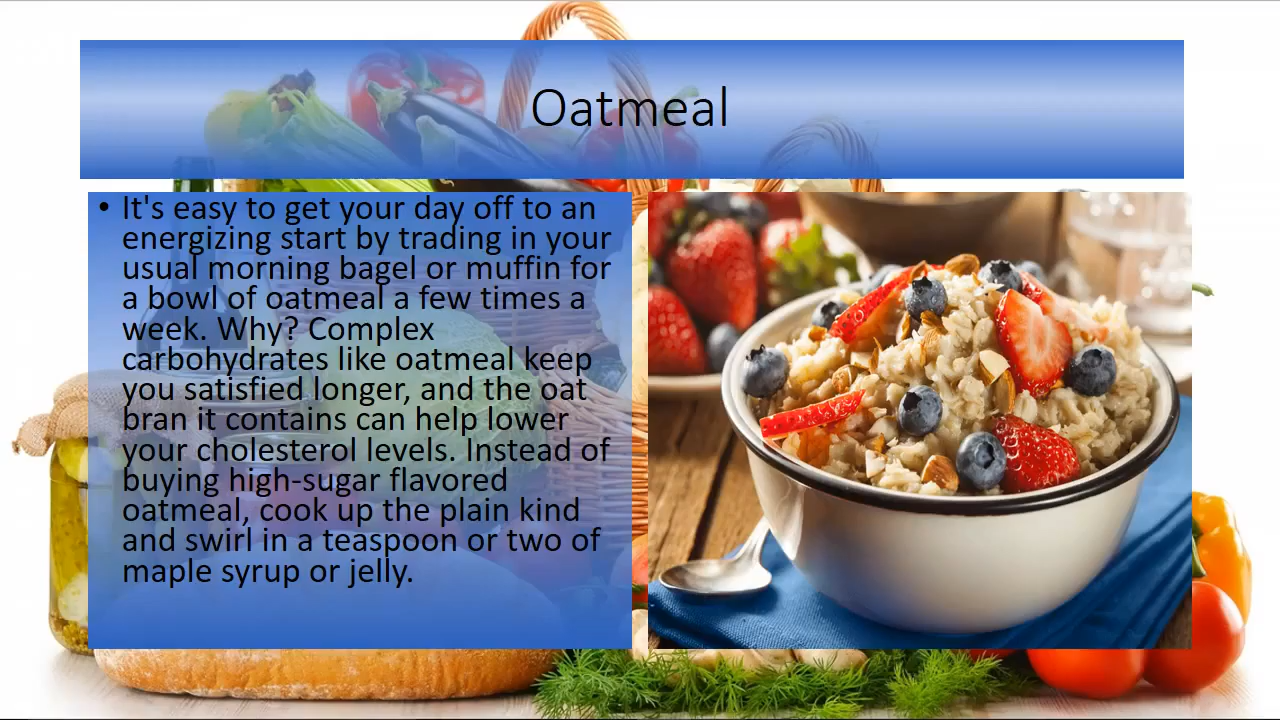 Oatmeal
• It's easy to get your day off to an
energizing start by trading in your
usual morning bagel or muffin for
a bowl of oatmeal a few times a
week. Why? Complex
carbohydrates like oatmeal keep
you satisfied longer, and the oat
bran it contains can help lower
your cholesterol levels. Instead of
buying high-sugar flavored
oatmeal, cook up the plain kind
and swirl in a teaspoon or two of
maple syrup or jelly.